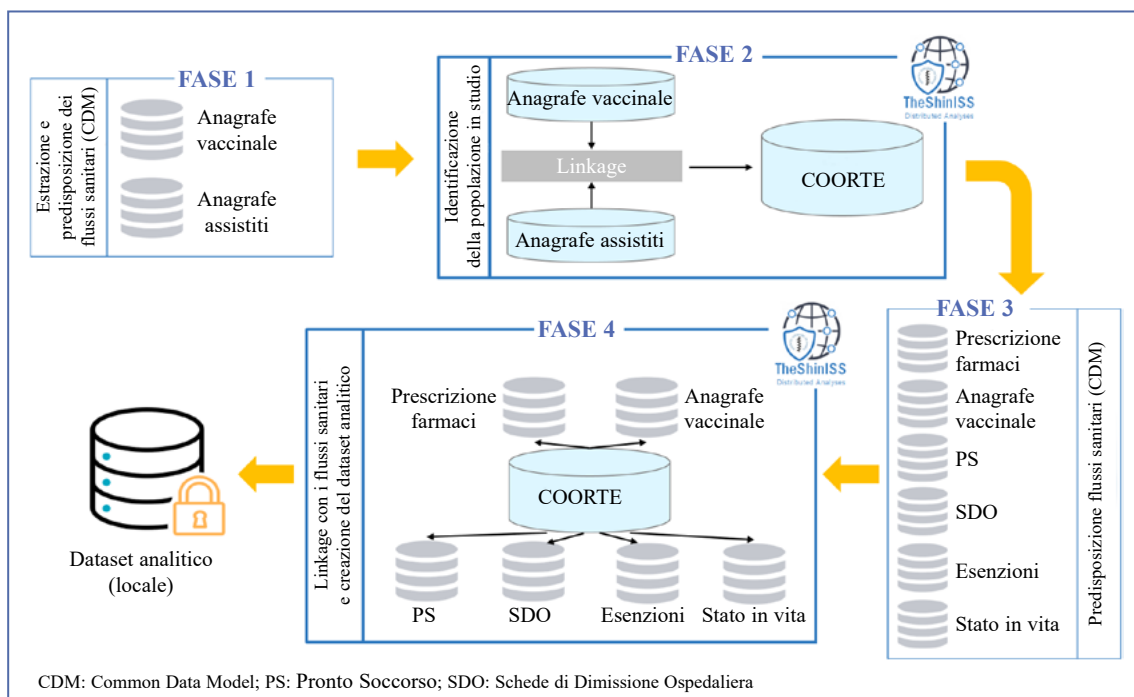 FASE 1
Estrazione e
predisposizione dei
flussi sanitari (CDM)
Anagrafe
vaccinale
Anagrafe
assistiti
FASE 2
TheShinISS
Distributed Analyses
Identificazione
della popolazione in studio
Anagrafe vaccinale
Linkage
Anagrafe assistiti
COORTE
FASE 3
Prescrizione
farmaci
Anagrafe
vaccinale
PS
SDO
Esenzioni
Stato in vita
Predisposizione flussi sanitari (CDM)
FASE 4
TheShinISS
Distributed Analyses
Linkage con i flussi sanitari
e creazione del dataset analitico
Prescrizione
farmaci
Anagrafe
vaccinale
COORTE
PS
SDO
Esenzioni
Stato in vita
Dataset analitico
(locale)
CDM: Common Data Model; PS: Pronto Soccorso; SDO: Schede di Dimissione Ospedaliera